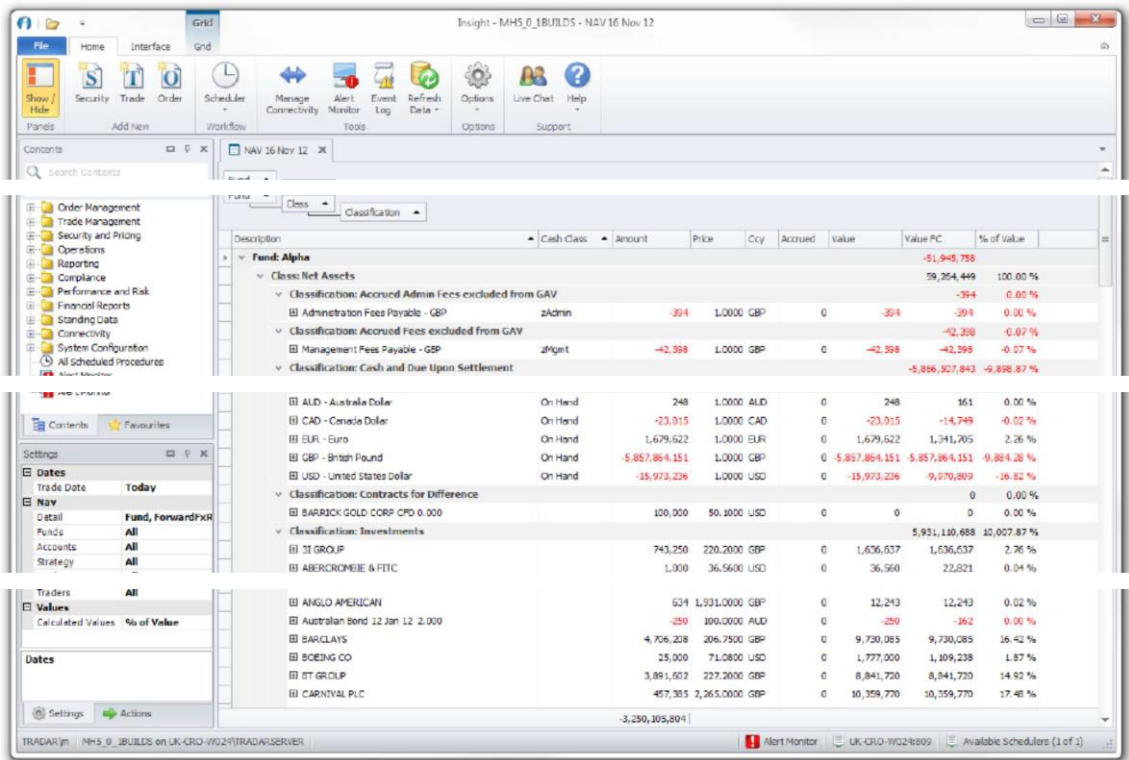 Grid
Insight - MH5_0_1BUILDS - NAV 16 Nov 12
File Home Interface Grid
Show / Hide Security Trade Order Scheduler Manage Connectivity Alert Monitor Event Log Refresh Data Options Live Chat Help
Panels Add New Workflow Tools Options Support
Contents NAV 16 Nov 12
Search Contents
Fund
Order Management Class
Trade Management Classification
Security and Pricing
Operations Description Cash Class Amount Price Ccy Accrued Value Value FC % of Value
Reporting Fund: Alpha -51,945,758
Compliance Class: Net Assets 59,264,449 100.00 %
Performance and Risk Classification: Accrued Admin Fees excluded from GAV -394 0.00 %
Financial Reports Administration Fees Payable - GBP zAdmin -394 1.0000 GBP 0 -394 -394 0.00 %
Standing Data
Connectivity Classification: Accrued Fees excluded from GAV -42,398 -0.07 %
System Configuration Management Fees Payable - GBP zMgmt -42,398 1.0000 GBP 0 -42,398 -42,398 -0.07 %
All Scheduled Procedures Classification: Cash and Due Upon Settlement -5,866,507,843 -9,898.87 %
Alert Monitor
AUD - Australia Dollar On Hand 248 1.0000 AUD 0 248 161 0.00 %
Contents Favourites CAD - Canada Dollar On Hand -23,015 1.0000 CAD 0 -23,015 -14,749 -0.02 %
EUR - Euro On Hand 1,679,622 1.0000 EUR 0 1,679,622 1,341,705 2.26 %
Settings GBP - British Pound On Hand -5,857,864,151 1.0000 GBP 0 -5,857,864,151 -5,857,864,151 -9,884.28 %
Dates USD - United States Dollar On Hand -15,973,236 1.0000 USD 0 -15,973,236 -9,970,809 -16.82 %
Trade Date Today Classification: Contracts for Difference 0 0.00 %
Nav
Detail Fund, ForwardFxR BARRICK GOLD CORP CFD 0.000 100,000 50.1000 USD 0 0 0 0.00 %
Funds All Classification: Investments 5,931,110,688 10,007.87 %
Accounts All 3I GROUP 743,250 220.2000 GBP 0 1,636,637 1,636,637 2.76 %
Strategy All ABERCROMBIE & FITC 1,000 36.5600 USD 0 36,560 22,821 0.04 %
Traders All ANGLO AMERICAN 634 1,931.0000 GBP 0 12,243 12,243 0.02 %
Values
Calculated Values % of Value Australian Bond 12 Jan 12 2.000 -250 100.0000 AUD 0 -250 -162 0.00 %
BARCLAYS 4,706,208 206.7500 GBP 0 9,730,085 9,730,085 16.42 %
Dates BOEING CO 25,000 71.0800 USD 0 1,777,000 1,109,238 1.87 %
BT GROUP 3,891,602 227.2000 GBP 0 8,841,720 8,841,720 14.92 %
CARNIVAL PLC 457,385 2,265.0000 GBP 0 10,359,770 10,359,770 17.48 %
Settings Actions -3,250,105,804
MH5_0_1BUILDS on UK-CRO-W024\TRADARSERVER Alert Monitor UK-CRO-W024:809 Available Schedulers (1 of 1)